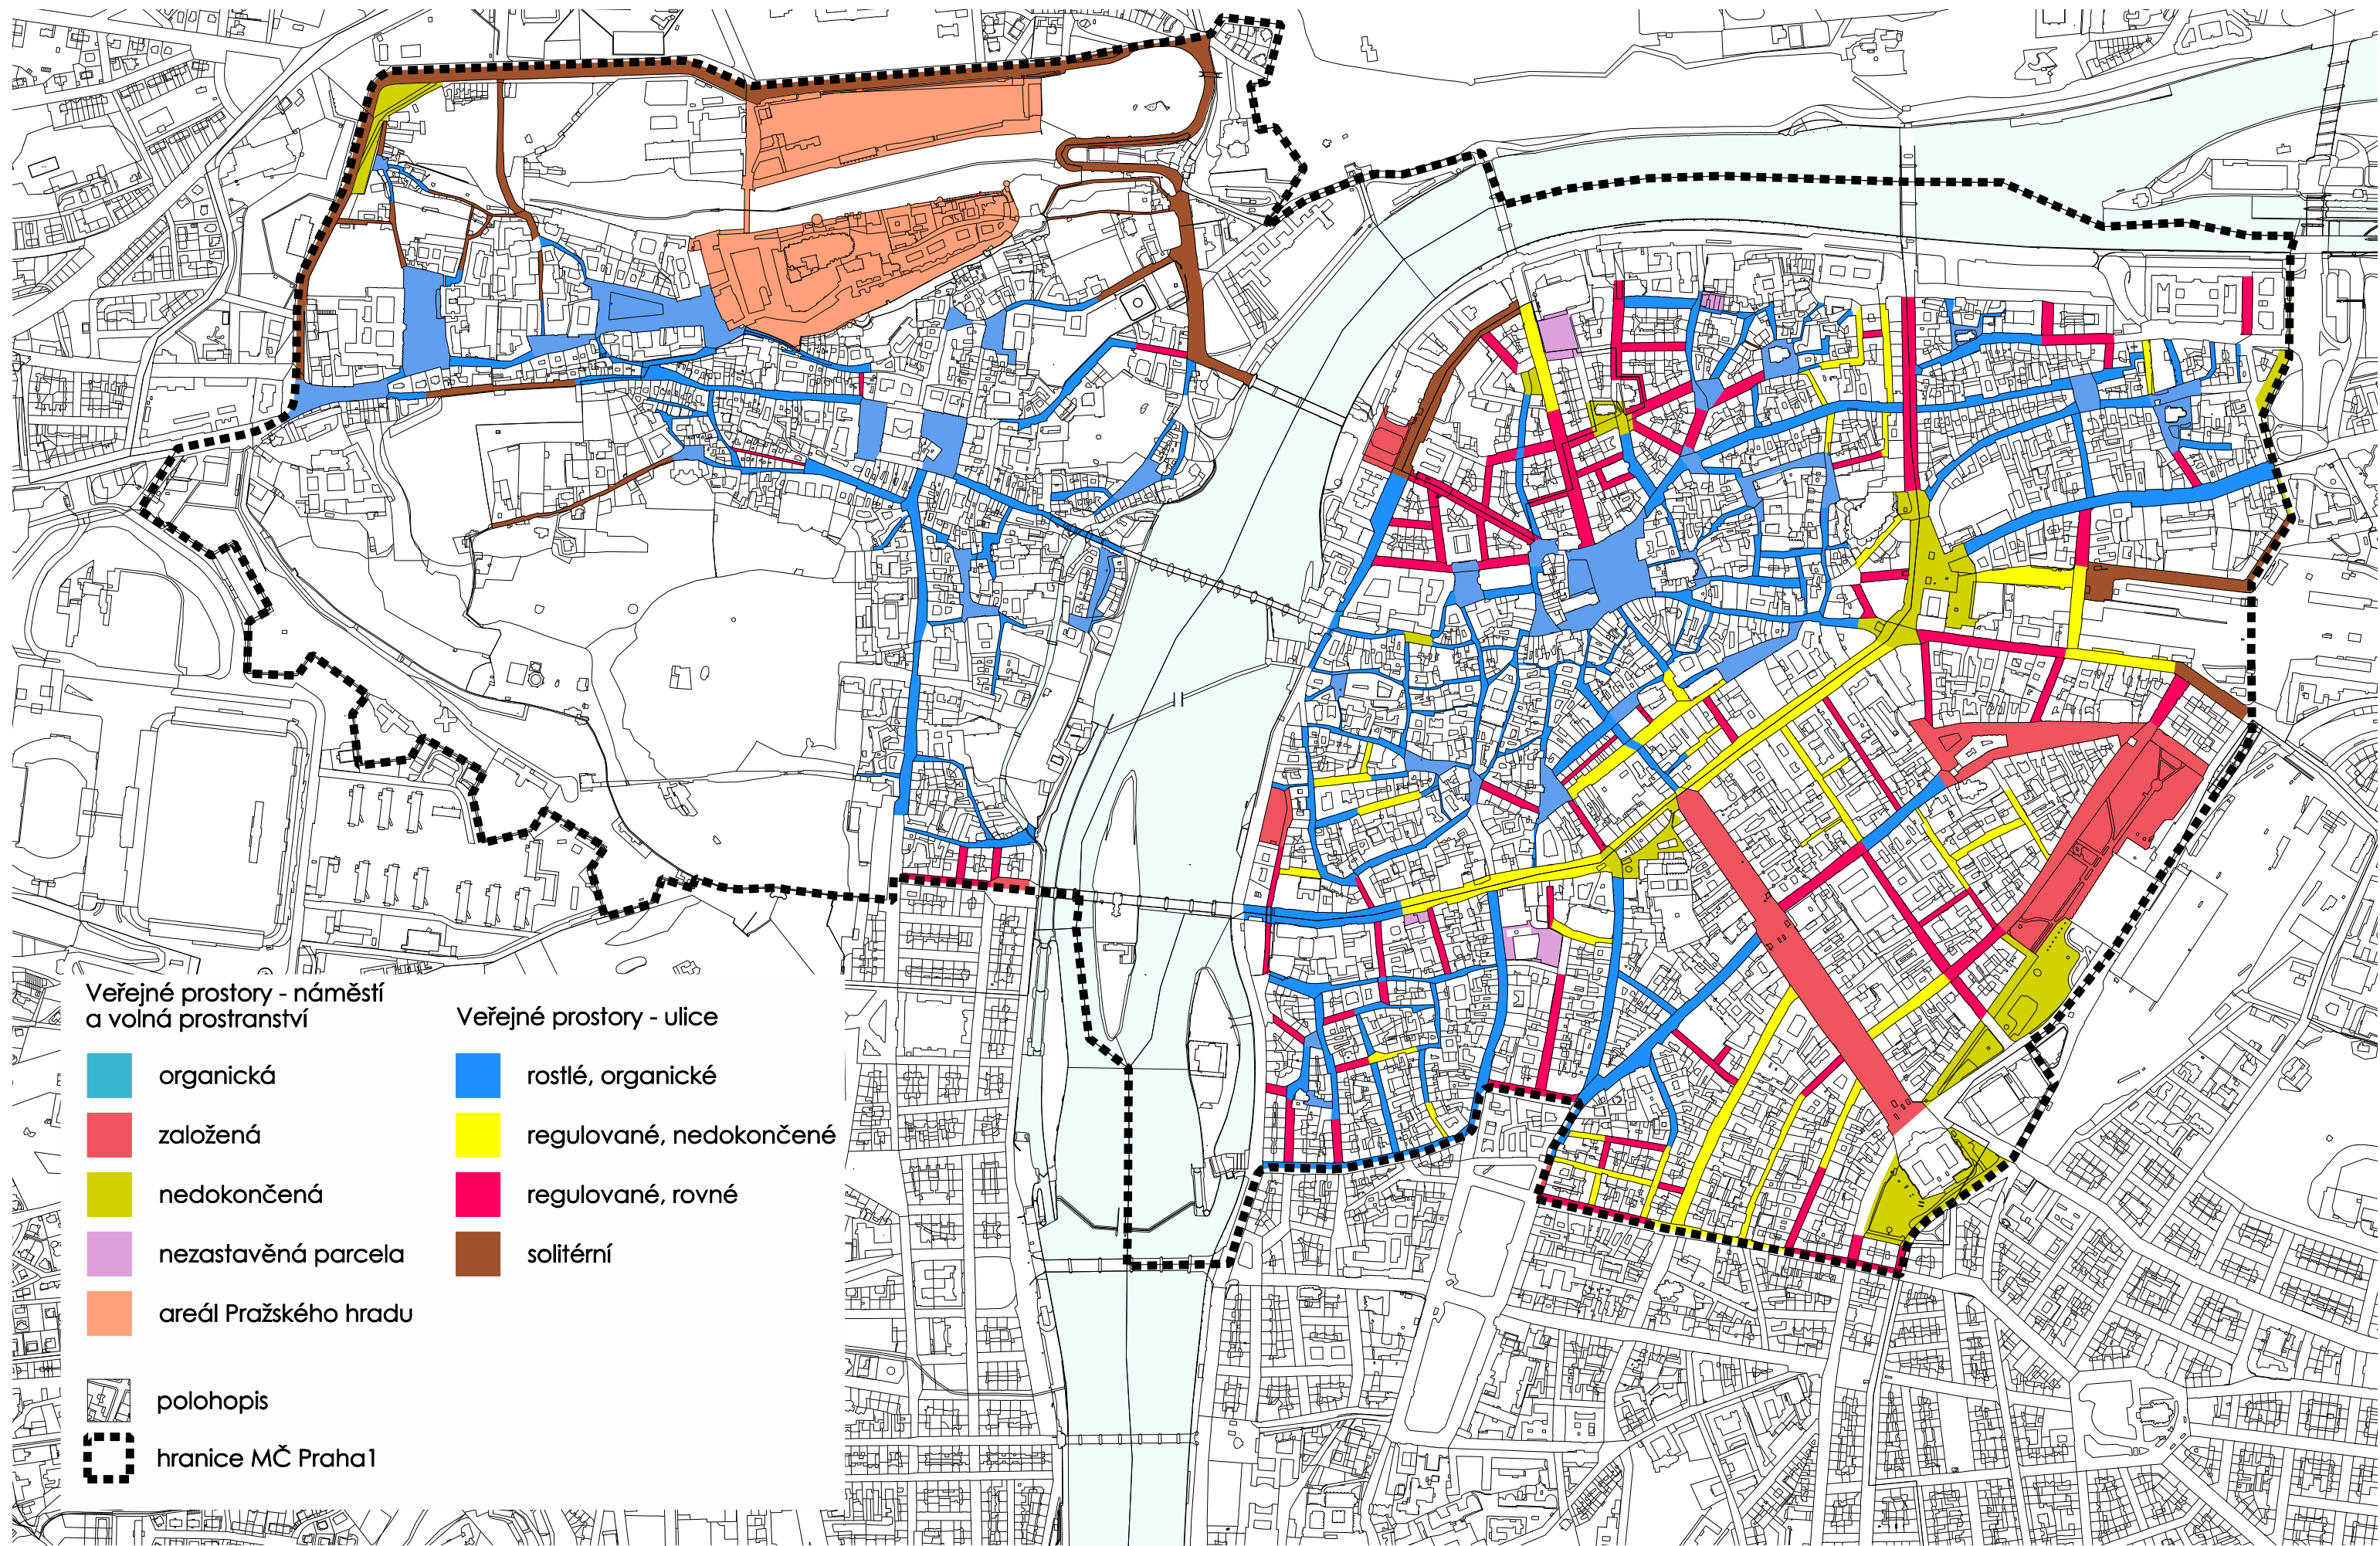 Veřejné prostory - náměstí
a volná prostranství
organická
založená
nedokončená
nezastavěná parcela
areál Pražského hradu
polohopis
hranice MČ Praha1
Veřejné prostory - ulice
rostlé, organické
regulované, nedokončené
regulované, rovné
solitérní